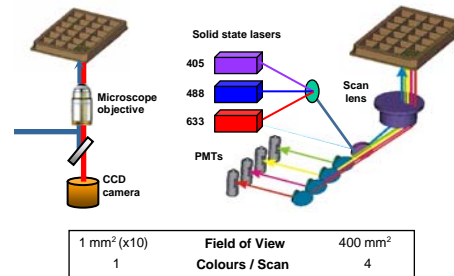 Solid state lasers
405
488
633
Scan
lens
Microscope
objective
PMTs
CCD
camera
1 mm² (x10) Field of View 400 mm²
1 Colours / Scan 4